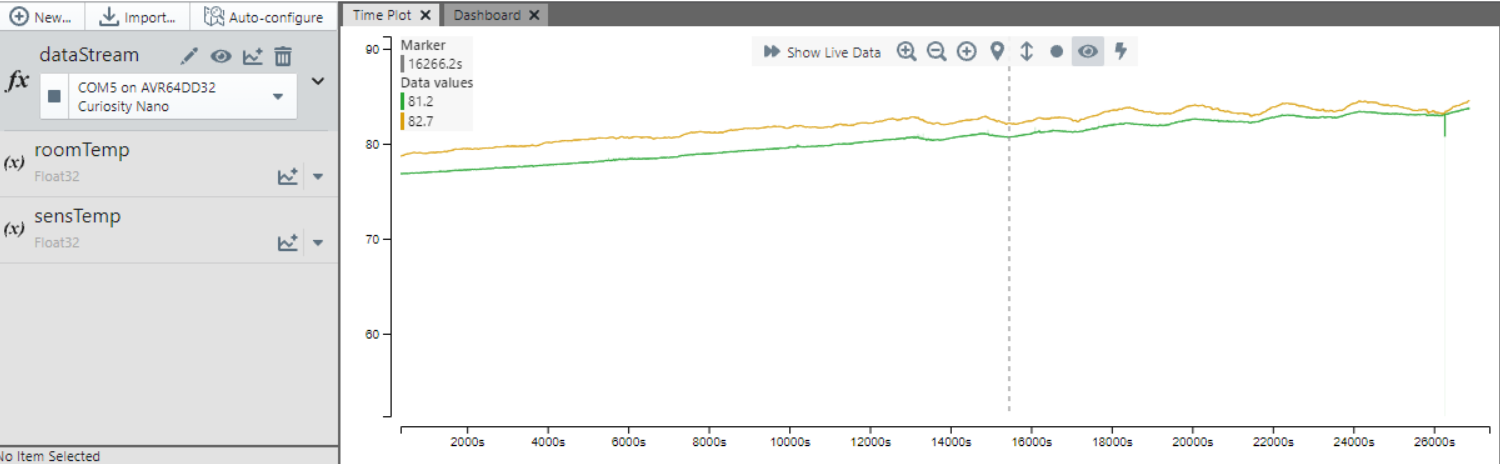 New... Import... Auto-configure
dataStream
fx
COM5 on AVR64DD32
Curiosity Nano
(x) roomTemp
Float32
(x) sensTemp
Float32
No Item Selected
Time Plot Dashboard
Marker
16266.2s
Data values
81.2
82.7
Show Live Data
90
80
70
60
2000s 4000s 6000s 8000s 10000s 12000s 14000s 16000s 18000s 20000s 22000s 24000s 26000s